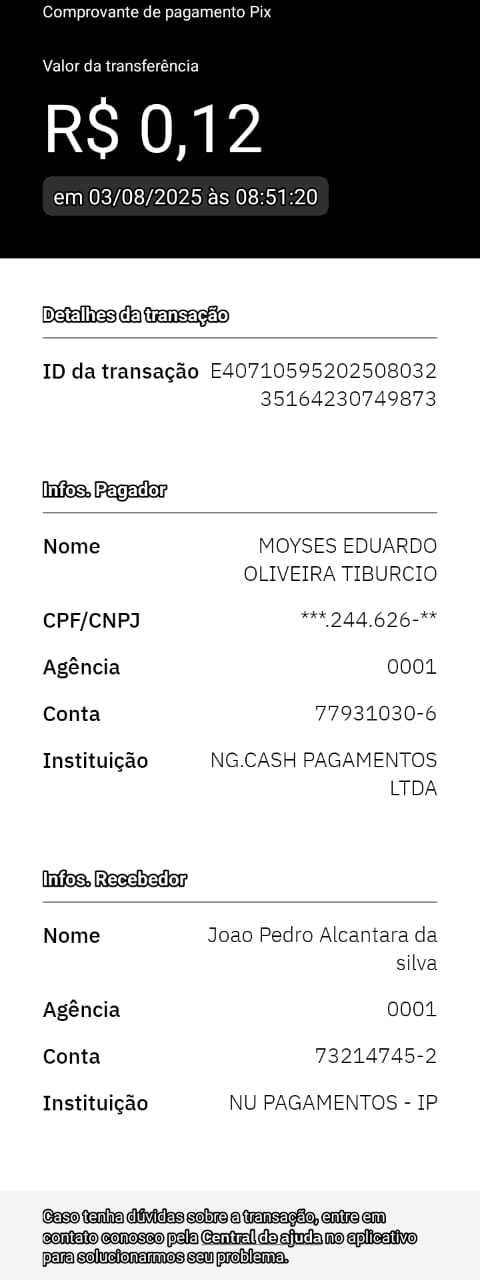 Comprovante de pagamento Pix
Valor da transferência
R$ 0,12
em 03/08/2025 às 08:51:20
Detalhes da transação
ID da transação E40710595202508032
35164230749873
Infos. Pagador
Nome MOYSES EDUARDO
OLIVEIRA TIBURCIO
CPF/CNPJ ***.244.626-**
Agência 0001
Conta 77931030-6
Instituição NG.CASH PAGAMENTOS
LTDA
Infos. Recebedor
Nome Joao Pedro Alcantara da
silva
Agência 0001
Conta 73214745-2
Instituição NU PAGAMENTOS - IP
Caso tenha dúvidas sobre a transação, entre em
contato conosco pela Central de ajuda no aplicativo
para solucionarmos seu problema.